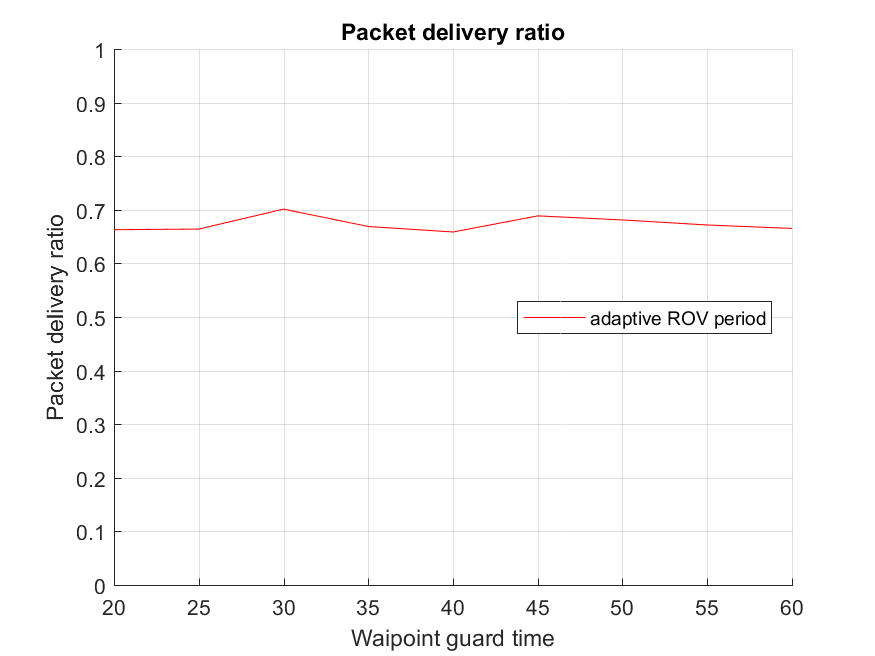 Packet delivery ratio
Packet delivery ratio
1
0.9
0.8
0.7
0.6
0.5
0.4
0.3
0.2
0.1
0
adaptive ROV period
20 25 30 35 40 45 50 55 60
Waipoint guard time